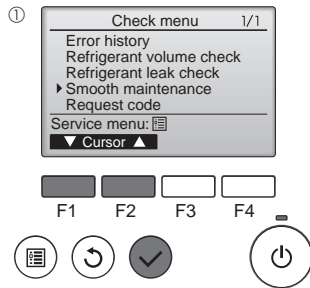 ①
Check menu 1/1
Error history
Refrigerant volume check
Refrigerant leak check
Smooth maintenance
Request code
Service menu:
▼ Cursor ▲
F1 F2 F3 F4